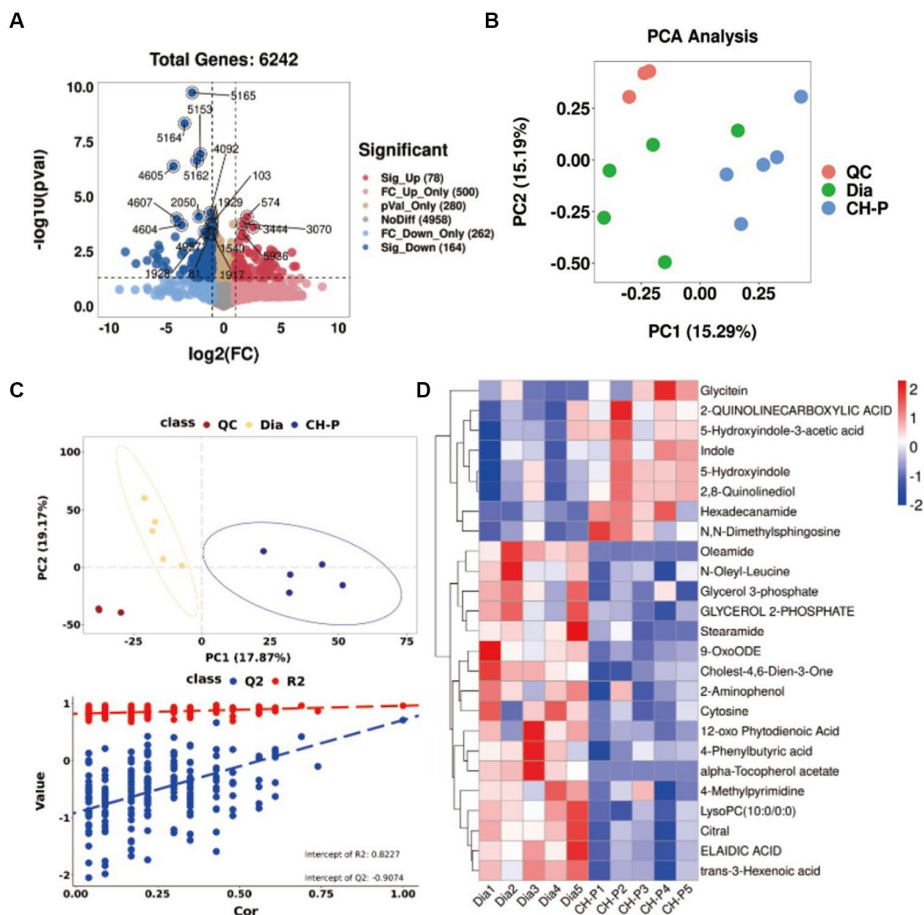 A
Total Genes: 6242
-log10(pval)
10.0
7.5
5.0
2.5
0.0
5165
5153
5164
4092
4605
5162
103
4607
2050
1929
574
4604
3444
3070
4957
1540
5936
1928
81
1917
-10
-5
0
5
10
log2(FC)
Significant
Sig_Up (78)
FC_Up_Only (500)
pVal_Only (280)
NoDiff (4958)
FC_Down_Only (262)
Sig_Down (164)
B
PCA Analysis
PC2 (15.19%)
0.25
0.00
-0.25
-0.50
-0.25
0.25
PC1 (15.29%)
QC
Dia
CH-P
C
class QC Dia CH-P
PC2 (19.17%)
100
50
0
-50
-25
0
25
50
75
PC1 (17.87%)
class Q2 R2
Value
1
0
-1
-2
Intercept of R2: 0.8227
Intercept of Q2: -0.9074
0.00
0.25
0.50
0.75
1.00
Cor
D
Glycitein
2-QUINOLINECARBOXYLIC ACID
5-Hydroxyindole-3-acetic acid
Indole
5-Hydroxyindole
2,8-Quinolinediol
Hexadecanamide
N,N-Dimethylsphingosine
Oleamide
N-Oleyl-Leucine
Glycerol 3-phosphate
GLYCEROL 2-PHOSPHATE
Stearamide
9-OxoODE
Cholest-4,6-Dien-3-One
2-Aminophenol
Cytosine
12-oxo Phytodienoic Acid
4-Phenylbutyric acid
alpha-Tocopherol acetate
4-Methylpyrimidine
LysoPC(10:0/0:0)
Citral
ELAIDIC ACID
trans-3-Hexenoic acid
Dia1
Dia2
Dia3
Dia4
Dia5
CH-P1
CH-P2
CH-P3
CH-P4
CH-P5
2
1
0
-1
-2